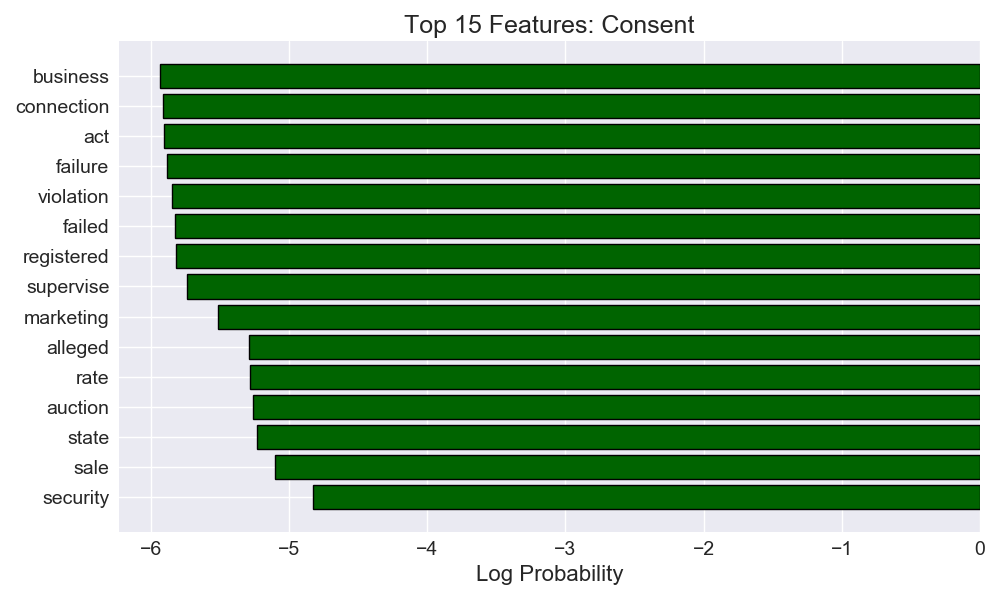 Top 15 Features: Consent
business
connection
act
failure
violation
failed
registered
supervise
marketing
alleged
rate
auction
state
sale
security
−6 −5 −4 −3 −2 −1 0
Log Probability